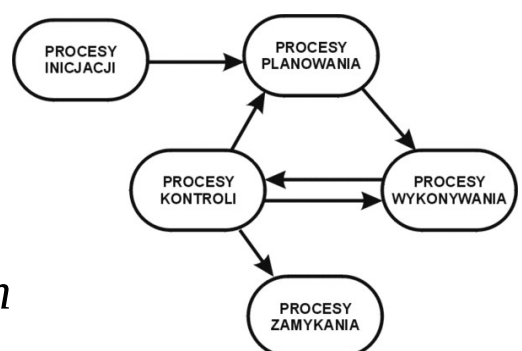 PROCESY
INICJACJI
PROCESY
PLANOWANIA
PROCESY
KONTROLI
PROCESY
WYKONYWANIA
n
PROCESY
ZAMYKANIA